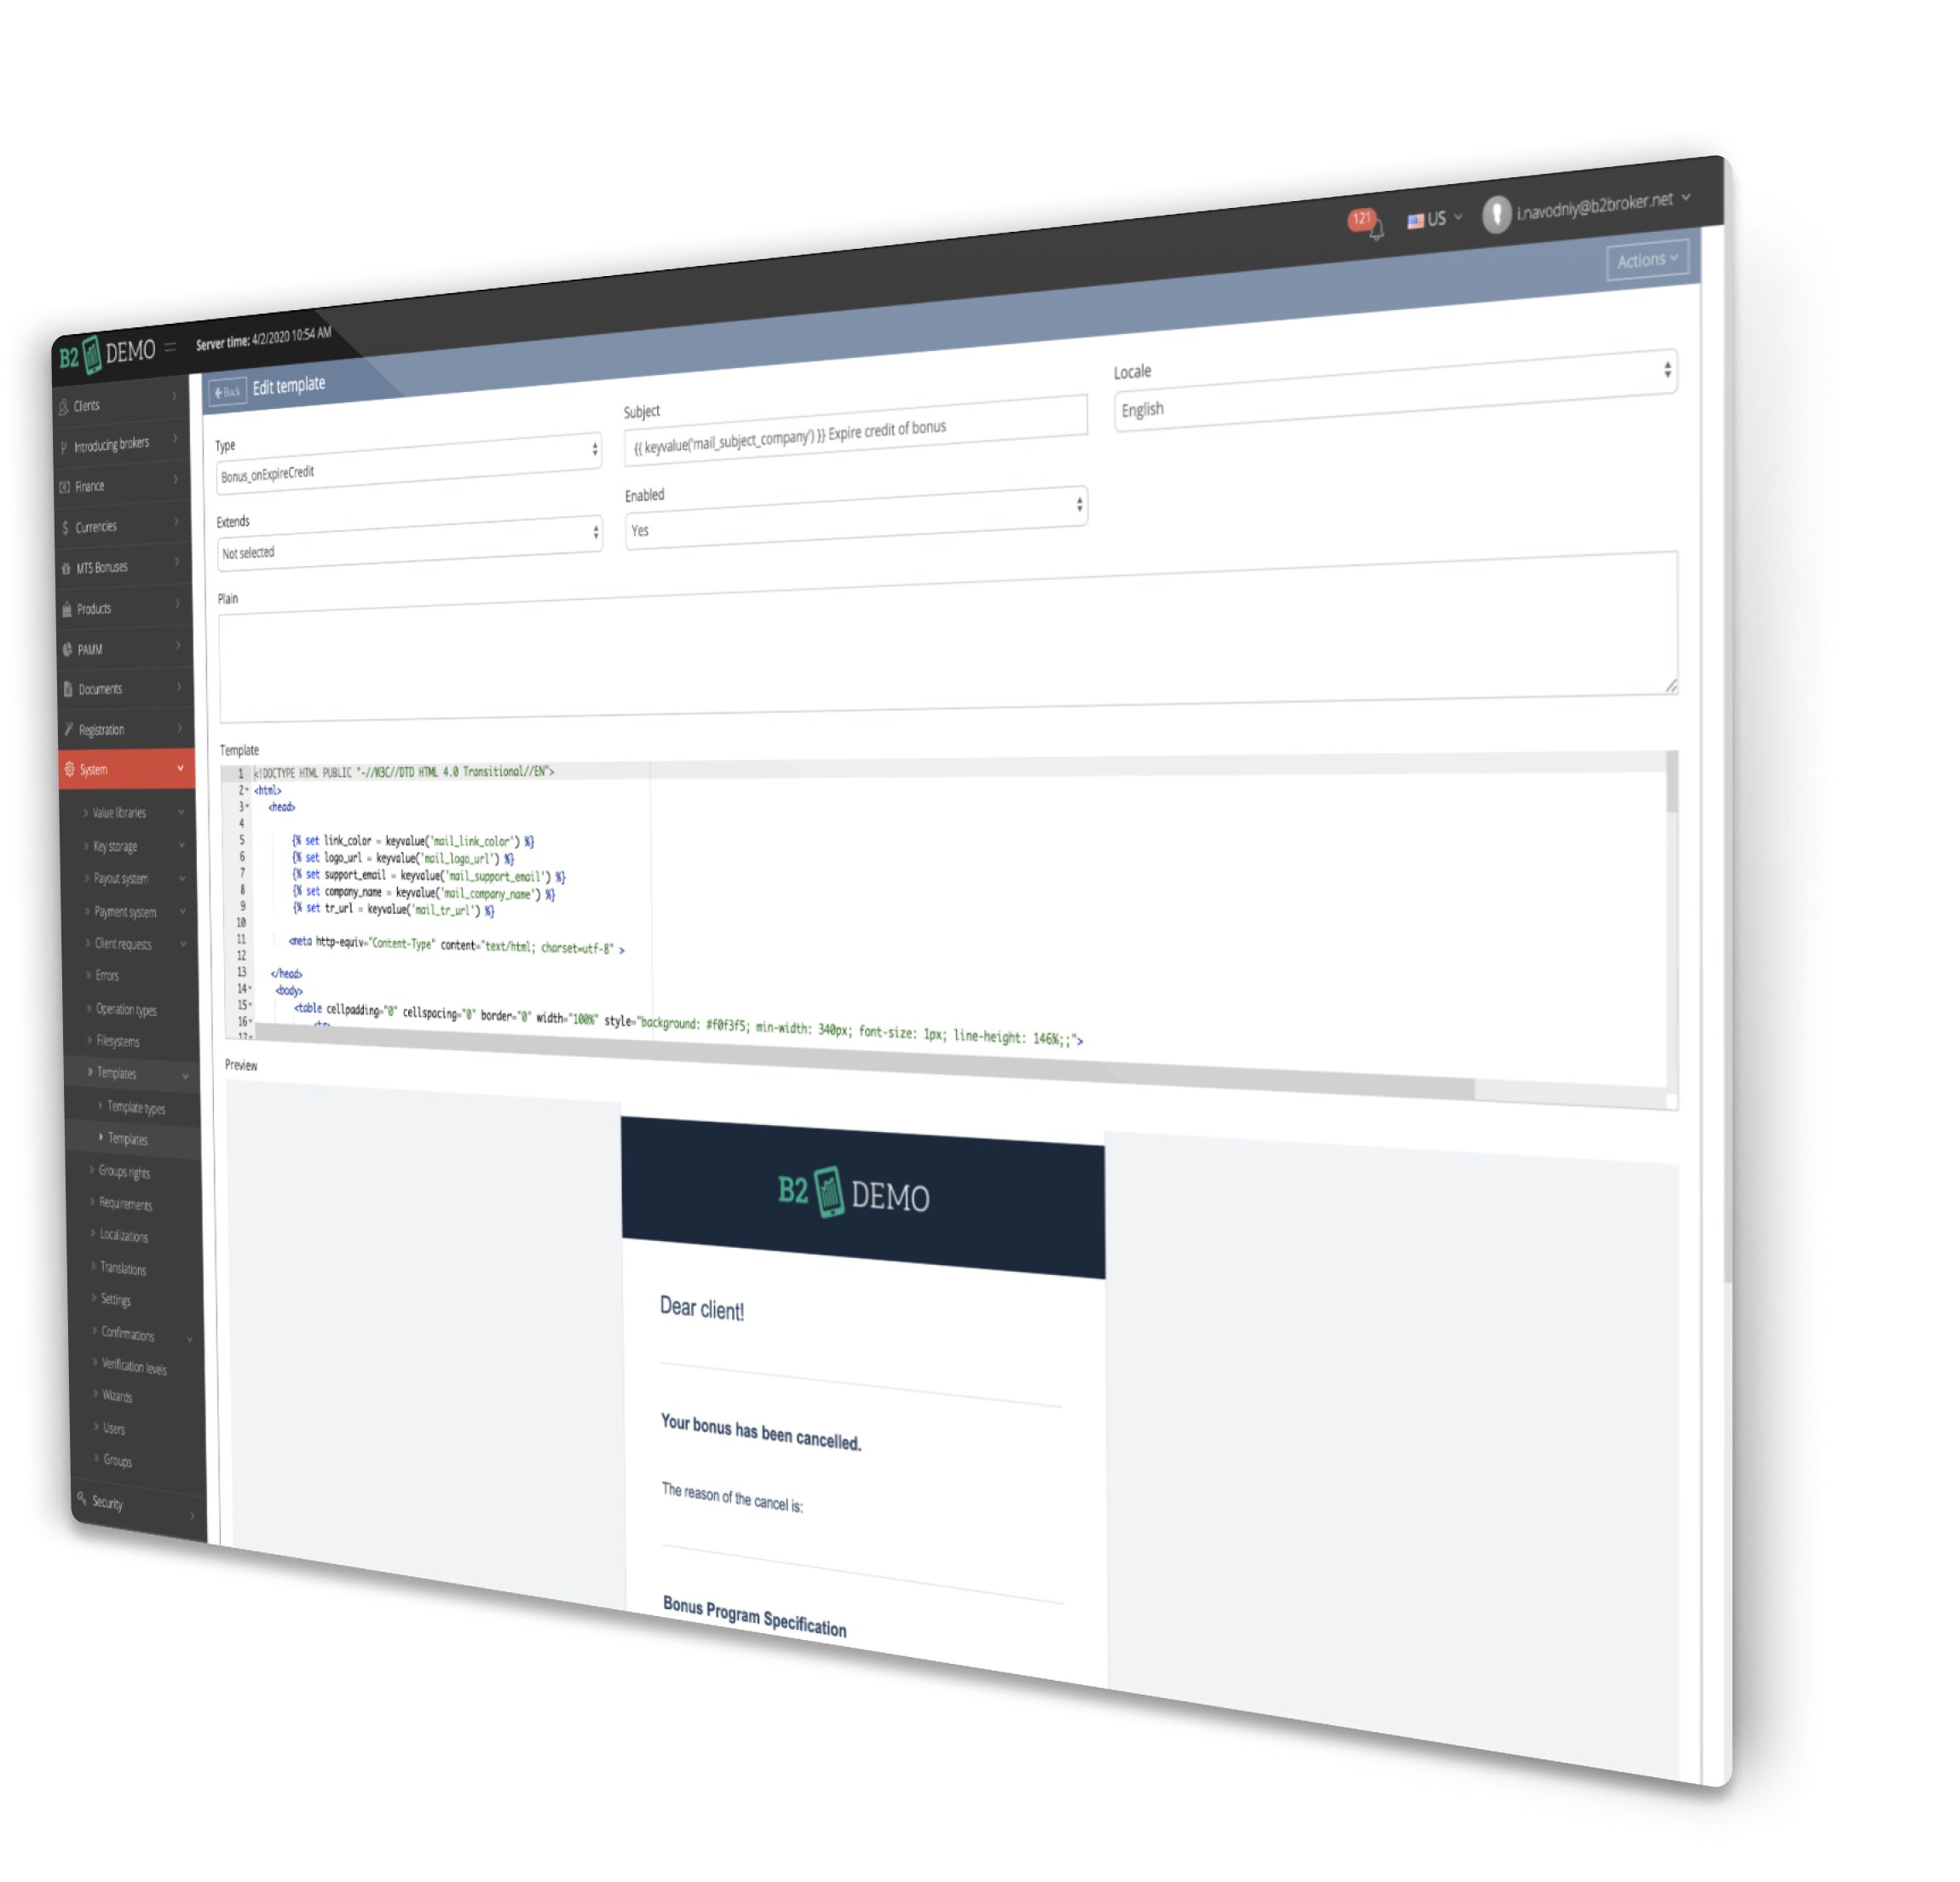 121
US
i.navodniy@b2broker.net
B2 DEMO
Server time: 4/2/2020 10:54 AM
Actions
Back
Edit template
Clients
Introducing brokers
Finance
Currencies
MT5 Bonuses
Products
PAMM
Documents
Registration
System
Value libraries
Key storage
Payout system
Payment system
Client requests
Errors
Operation types
Filesystems
Templates
Template types
Templates
Groups rights
Requirements
Localizations
Translations
Settings
Confirmations
Verification levels
Wizards
Users
Groups
Security
Type
Bonus_onExpireCredit
Subject
{{ keyvalue('mail_subject_company') }} Expire credit of bonus
Locale
English
Extends
Not selected
Enabled
Yes
Plain
Template
1 <!DOCTYPE HTML PUBLIC "-//W3C//DTD HTML 4.0 Transitional//EN">
2 <html>
3 <head>
4
5 {% set link_color = keyvalue('mail_link_color') %}
6 {% set logo_url = keyvalue('mail_logo_url') %}
7 {% set support_email = keyvalue('mail_support_email') %}
8 {% set company_name = keyvalue('mail_company_name') %}
9 {% set tr_url = keyvalue('mail_tr_url') %}
10
11 <meta http-equiv="Content-Type" content="text/html; charset=utf-8" >
12
13 </head>
14 <body>
15 <table cellpadding="0" cellspacing="0" border="0" width="100%" style="background: #f0f3f5; min-width: 340px; font-size: 1px; line-height: 146%;;">
16 <tr>
17
Preview
B2 DEMO
Dear client!
Your bonus has been cancelled.
The reason of the cancel is:
Bonus Program Specification